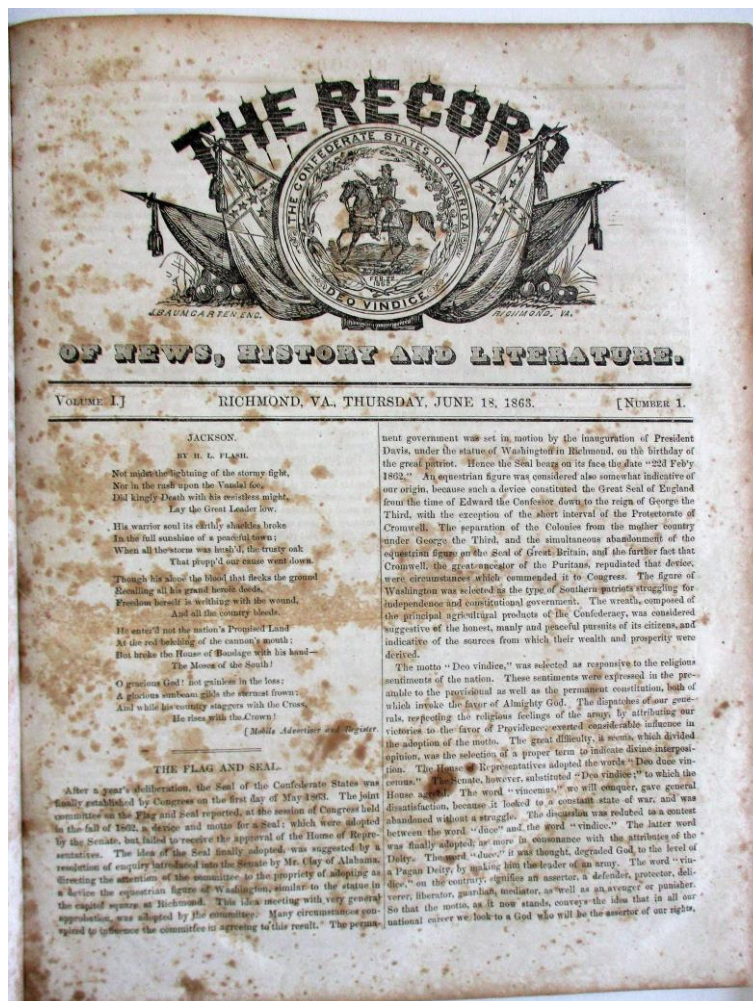 THE RECORD
THE CONFEDERATE STATES OF AMERICA
FEB. 22
1862
DEO VINDICE
J. BAUMGARTEN, ENG.
RICHMOND, VA.
OF NEWS, HISTORY AND LITERATURE.
VOLUME I.]
RICHMOND, VA., THURSDAY, JUNE 18, 1863.
[NUMBER 1.
JACKSON.
BY H. L. FLASH.
Not midst the lightning of the stormy fight,
Nor in the rush upon the Vandal foe,
Did kingly Death with his resistless might,
Lay the Great Leader low.
His warrior soul its earthly shackles broke
In the full sunshine of a peaceful town;
When all the storm was hush'd, the trusty oak
That propp'd our cause went down.
Though his alone the blood that flecks the ground
Recalling all his grand heroic deeds,
Freedom herself is writhing with the wound,
And all the country bleeds.
He enter'd not the nation's Promised Land
At the red belching of the cannon's mouth;
But broke the House of Bondage with his hand—
The Moses of the South!
O gracious God! not gainless in the loss;
A glorious sunbeam gilds the sternest frown;
And while his country staggers with the Cross,
He rises with the Crown!
[Mobile Advertiser and Register.
THE FLAG AND SEAL.
After a year's deliberation, the Seal of the Confederate States was
finally established by Congress on the first day of May 1863. The joint
committee on the Flag and Seal reported, at the session of Congress held
in the fall of 1862, a device and motto for a Seal; which were adopted
by the Senate, but failed to receive the approval of the House of Repre-
sentatives. The idea of the Seal finally adopted, was suggested by a
resolution of enquiry introduced into the Senate by Mr. Clay of Alabama,
directing the attention of the committee to the propriety of adopting as
a device the equestrian figure of Washington, similar to the statue in
the capitol square at Richmond. This idea meeting with very general
approbation, was adopted by the committee. Many circumstances con-
spired to influence the committee in agreeing to this result. The perma-
nent government was set in motion by the inauguration of President
Davis, under the statue of Washington in Richmond, on the birthday of
the great patriot. Hence the Seal bears on its face the date "22d Feb'y
1862." An equestrian figure was considered also somewhat indicative of
our origin, because such a device constituted the Great Seal of England
from the time of Edward the Confessor down to the reign of George the
Third, with the exception of the short interval of the Protectorate of
Cromwell. The separation of the Colonies from the mother country
under George the Third, and the simultaneous abandonment of the
equestrian figure on the Seal of Great Britain, and the further fact that
Cromwell, the great ancestor of the Puritans, repudiated that device,
were circumstances which commended it to Congress. The figure of
Washington was selected as the type of Southern patriots struggling for
independence and constitutional government. The wreath, composed of
the principal agricultural products of the Confederacy, was considered
suggestive of the honest, manly and peaceful pursuits of its citizens, and
indicative of the sources from which their wealth and prosperity were
derived.
The motto "Deo vindice," was selected as responsive to the religious
sentiments of the nation. These sentiments were expressed in the pre-
amble to the provisional as well as the permanent constitution, both of
which invoke the favor of Almighty God. The dispatches of our gene-
rals, respecting the religious feelings of the army, by attributing our
victories to the favor of Providence, exerted considerable influence in
the adoption of the motto. The great difficulty, it seems, which divided
opinion, was the selection of a proper term to indicate divine interposi-
tion. The House of Representatives adopted the words "Deo duce vin-
cemus." The Senate, however, substituted "Deo vindice;" to which the
House agreed. The word "vincemus," we will conquer, gave general
dissatisfaction, because it looked to a constant state of war, and was
abandoned without a struggle. The discussion was reduced to a contest
between the word "duce" and the word "vindice." The latter word
was finally adopted, as more in consonance with the attributes of the
Deity. The word "duce," it was thought, degraded God to the level of
a Pagan Deity, by making him the leader of an army. The word "vin-
dice," on the contrary, signifies an assertor, a defender, protector, deli-
verer, liberator, guardian, mediator, as well as an avenger or punisher.
So that the motto, as it now stands, conveys the idea that in all our
national career we look to a God who will be the assertor of our rights,